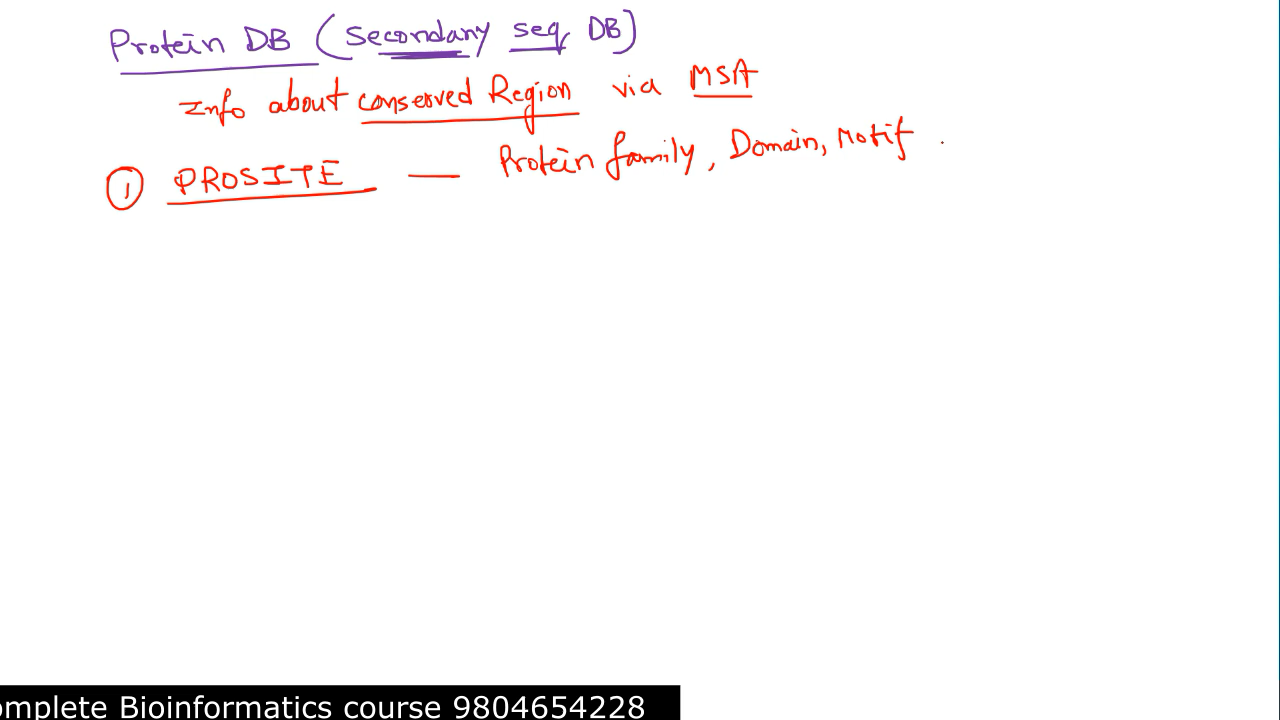 Protein DB (Secondary seq DB)
Info about conserved Region via MSA
① PROSITE — Protein family, Domain, Motif
omplete Bioinformatics course 9804654228